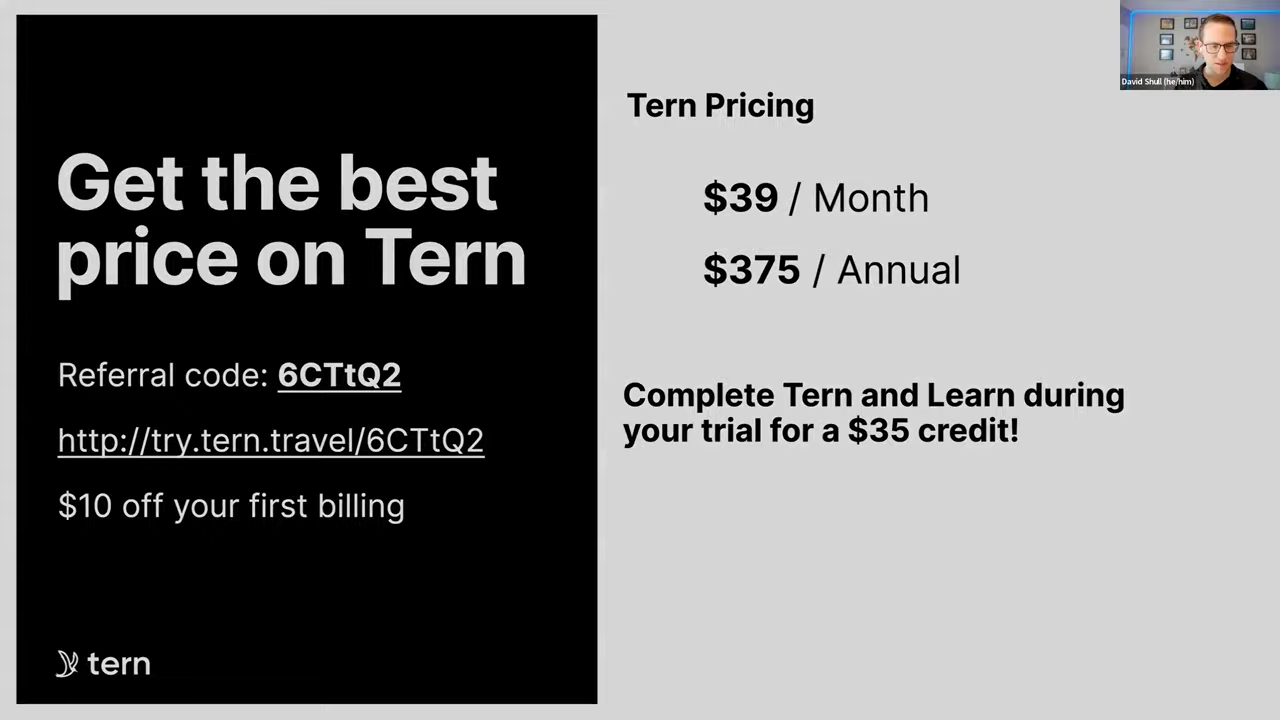 Get the best
price on Tern
Referral code: 6CTtQ2
http://try.tern.travel/6CTtQ2
$10 off your first billing
tern
Tern Pricing
$39 / Month
$375 / Annual
Complete Tern and Learn during
your trial for a $35 credit!
David Shull (he/him)